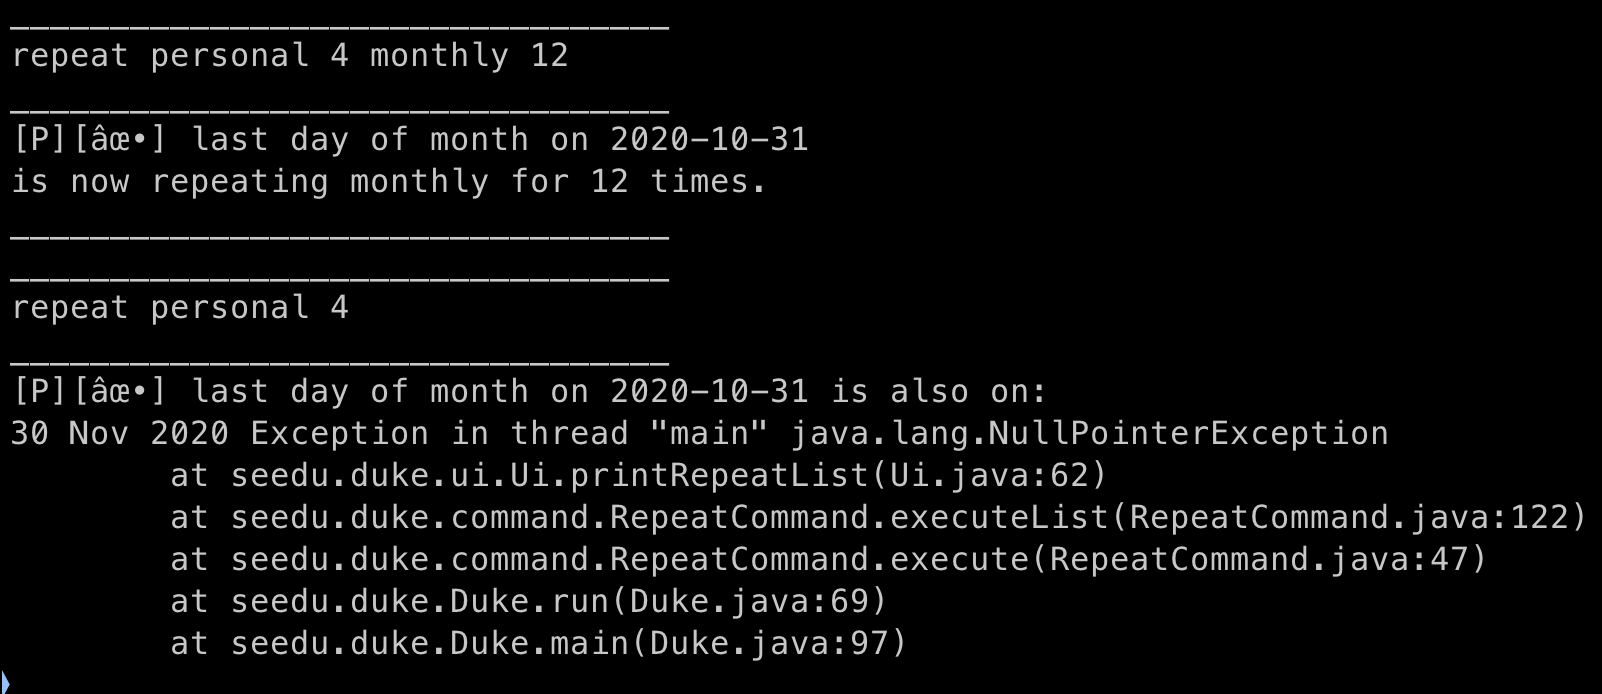 _________________________________
repeat personal 4 monthly 12
_________________________________
[P][âœ•] last day of month on 2020-10-31
is now repeating monthly for 12 times.
_________________________________
_________________________________
repeat personal 4
_________________________________
[P][âœ•] last day of month on 2020-10-31 is also on:
30 Nov 2020 Exception in thread "main" java.lang.NullPointerException
        at seedu.duke.ui.Ui.printRepeatList(Ui.java:62)
        at seedu.duke.command.RepeatCommand.executeList(RepeatCommand.java:122)
        at seedu.duke.command.RepeatCommand.execute(RepeatCommand.java:47)
        at seedu.duke.Duke.run(Duke.java:69)
        at seedu.duke.Duke.main(Duke.java:97)